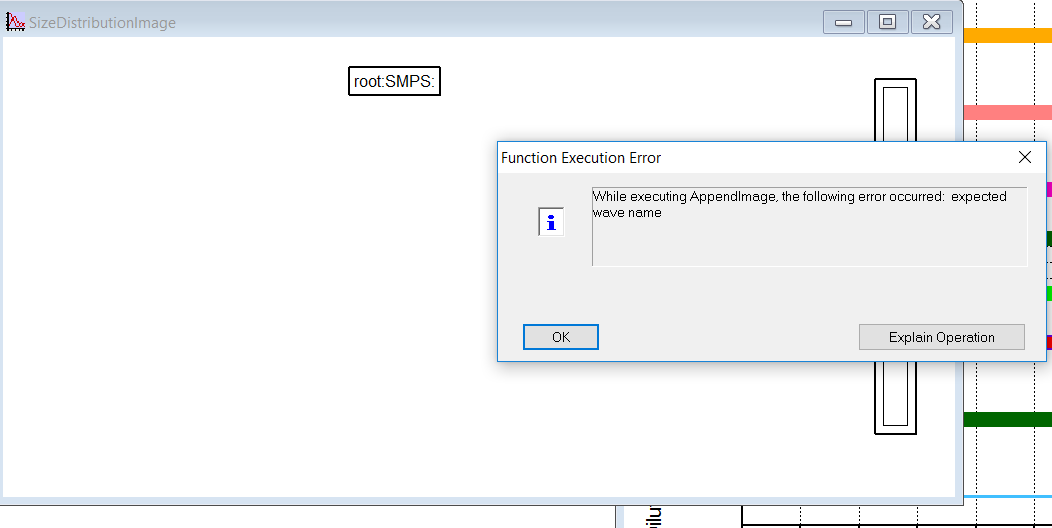 SizeDistributionImage
root:SMPS:
Function Execution Error
While executing AppendImage, the following error occurred:  expected
wave name
OK
Explain Operation